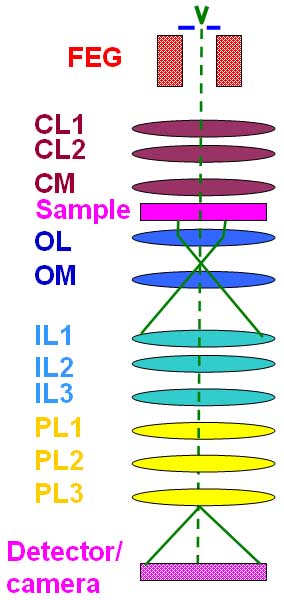 FEG
CL1
CL2
CM
Sample
OL
OM
IL1
IL2
IL3
PL1
PL2
PL3
Detector/
camera